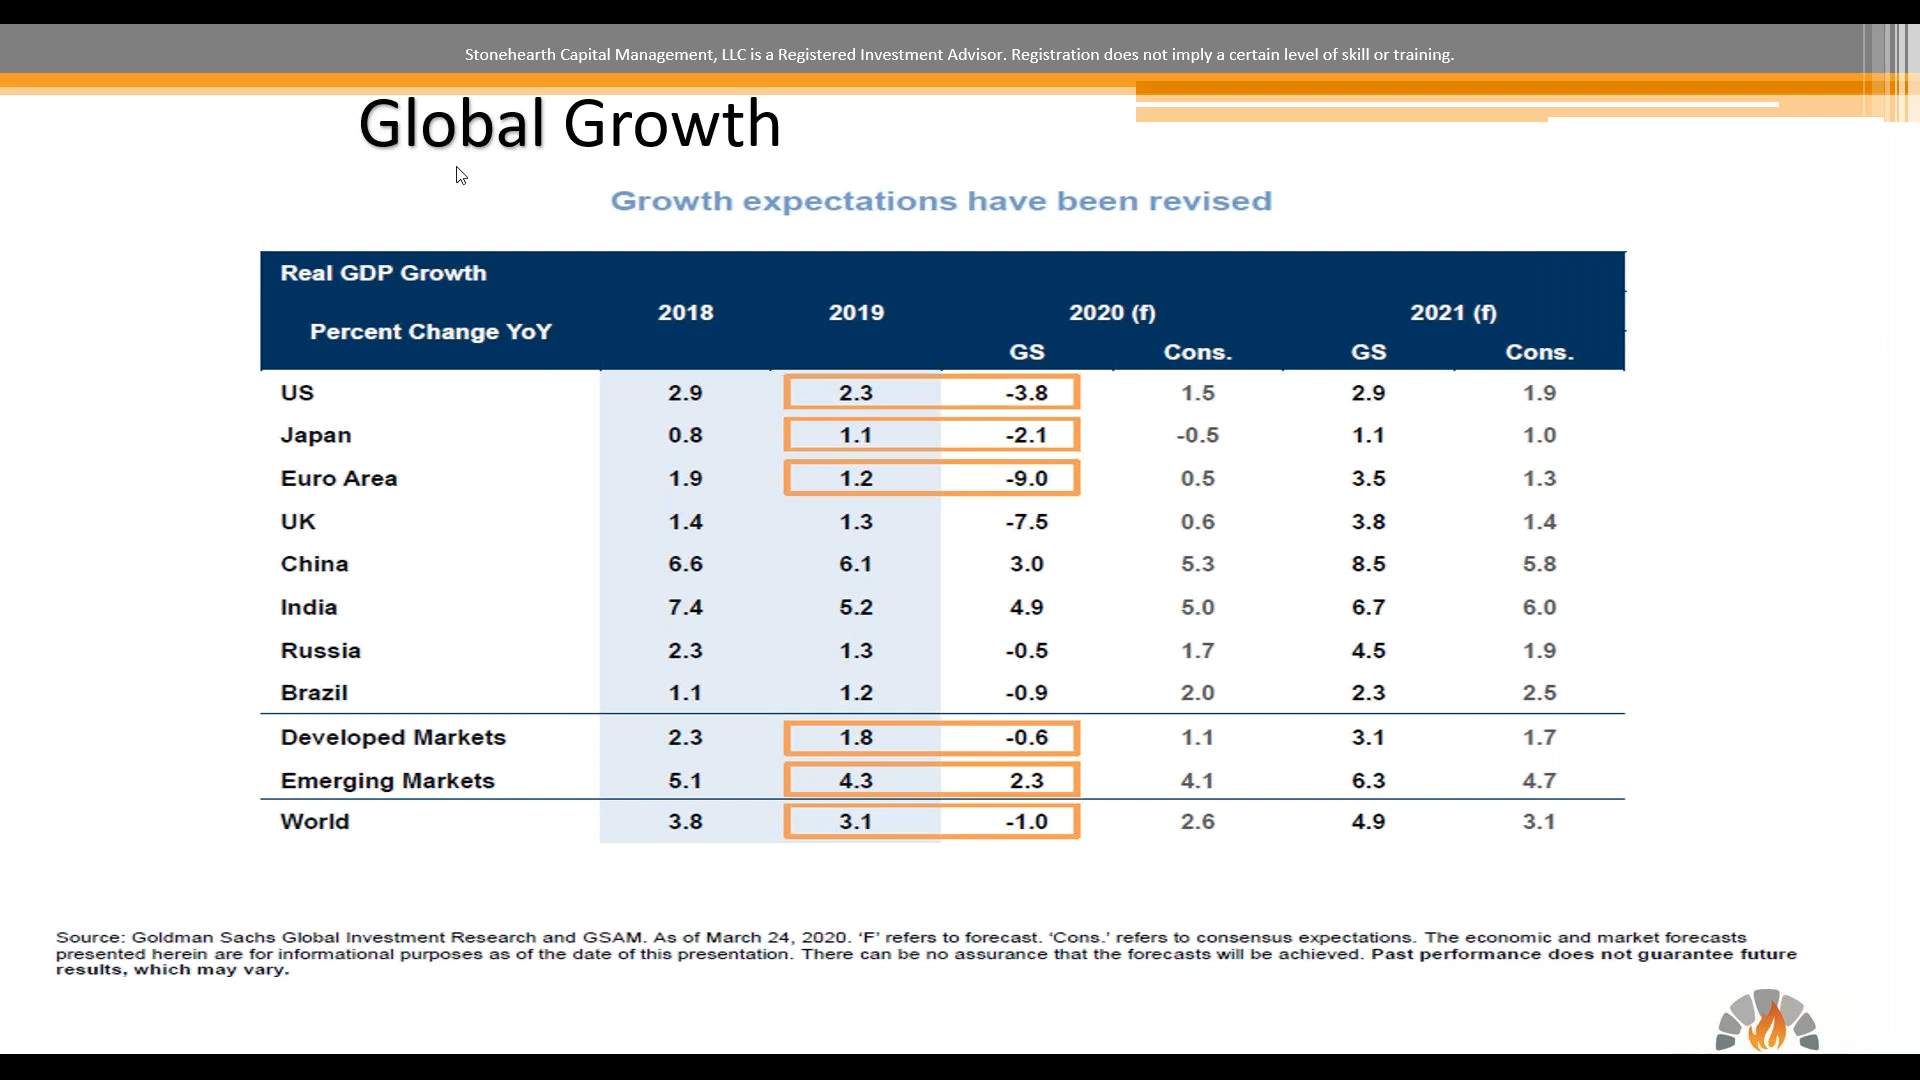 Stonehearth Capital Management, LLC is a Registered Investment Advisor. Registration does not imply a certain level of skill or training.
Global Growth
Growth expectations have been revised
Real GDP Growth
2018 2019 2020 (f) 2021 (f)
Percent Change YoY
GS Cons. GS Cons.
US 2.9 2.3 -3.8 1.5 2.9 1.9
Japan 0.8 1.1 -2.1 -0.5 1.1 1.0
Euro Area 1.9 1.2 -9.0 0.5 3.5 1.3
UK 1.4 1.3 -7.5 0.6 3.8 1.4
China 6.6 6.1 3.0 5.3 8.5 5.8
India 7.4 5.2 4.9 5.0 6.7 6.0
Russia 2.3 1.3 -0.5 1.7 4.5 1.9
Brazil 1.1 1.2 -0.9 2.0 2.3 2.5
Developed Markets 2.3 1.8 -0.6 1.1 3.1 1.7
Emerging Markets 5.1 4.3 2.3 4.1 6.3 4.7
World 3.8 3.1 -1.0 2.6 4.9 3.1
Source: Goldman Sachs Global Investment Research and GSAM. As of March 24, 2020. ‘F’ refers to forecast. ‘Cons.’ refers to consensus expectations. The economic and market forecasts
presented herein are for informational purposes as of the date of this presentation. There can be no assurance that the forecasts will be achieved. Past performance does not guarantee future
results, which may vary.